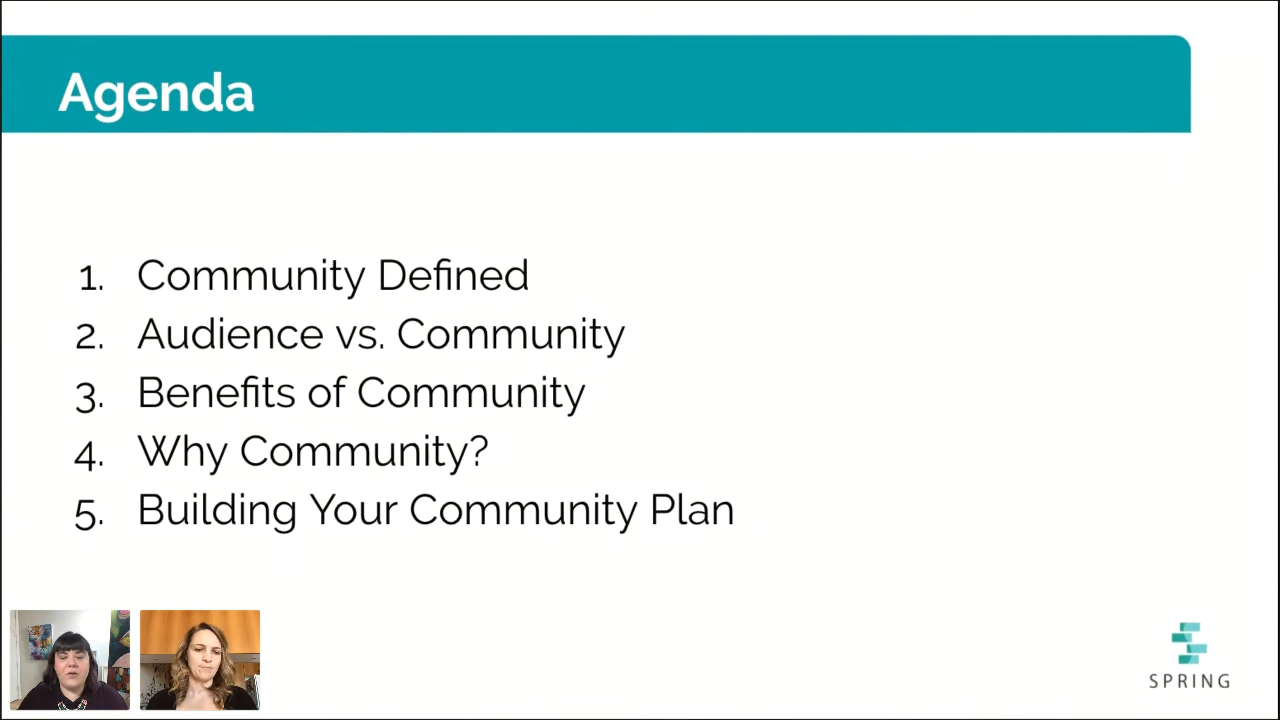 Agenda
1. Community Defined
2. Audience vs. Community
3. Benefits of Community
4. Why Community?
5. Building Your Community Plan
SPRING